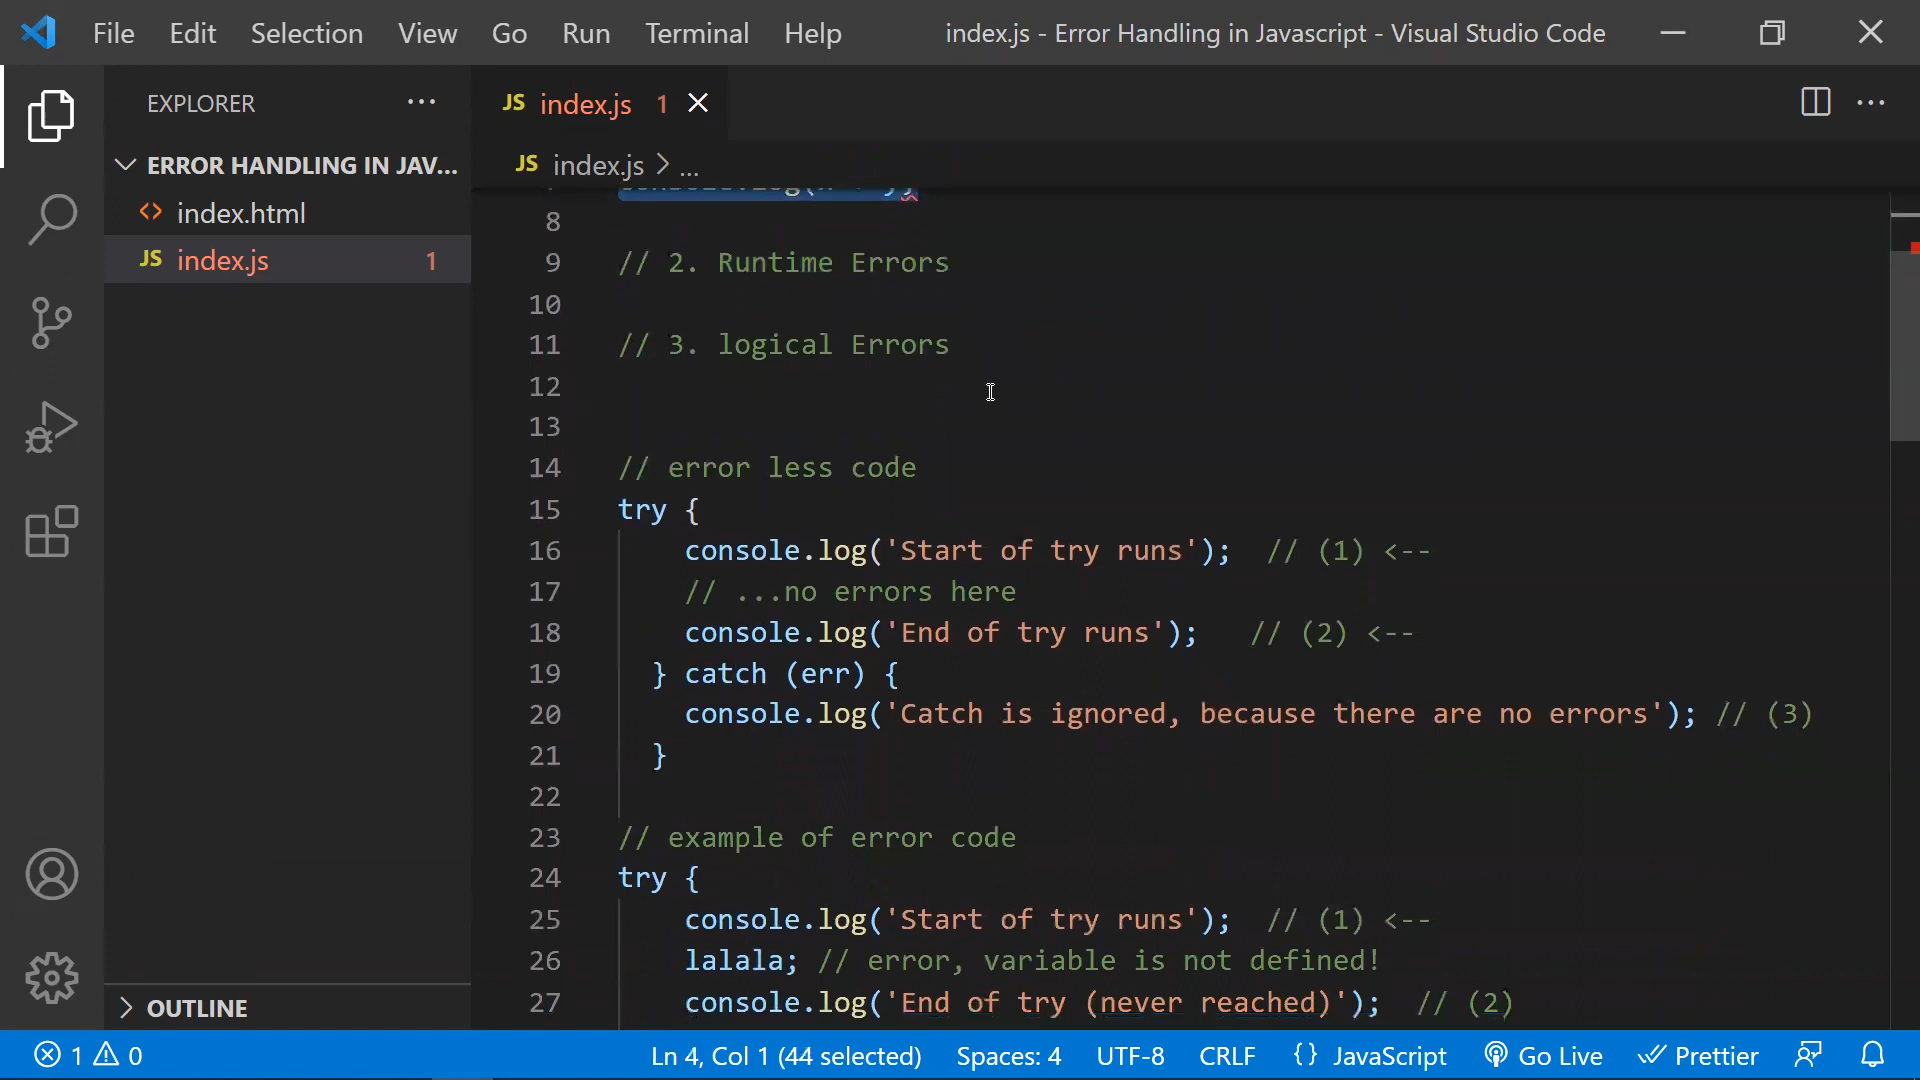 File Edit Selection View Go Run Terminal Help index.js - Error Handling in Javascript - Visual Studio Code
EXPLORER ...
JS index.js 1
ERROR HANDLING IN JAV...
JS index.js > ...
index.html
JS index.js 1
8
9 // 2. Runtime Errors
10
11 // 3. logical Errors
12
13
14 // error less code
15 try {
16 console.log('Start of try runs'); // (1) <--
17 // ...no errors here
18 console.log('End of try runs'); // (2) <--
19 } catch (err) {
20 console.log('Catch is ignored, because there are no errors'); // (3)
21 }
22
23 // example of error code
24 try {
25 console.log('Start of try runs'); // (1) <--
26 lalala; // error, variable is not defined!
27 console.log('End of try (never reached)'); // (2)
OUTLINE
1 0 Ln 4, Col 1 (44 selected) Spaces: 4 UTF-8 CRLF {} JavaScript Go Live Prettier